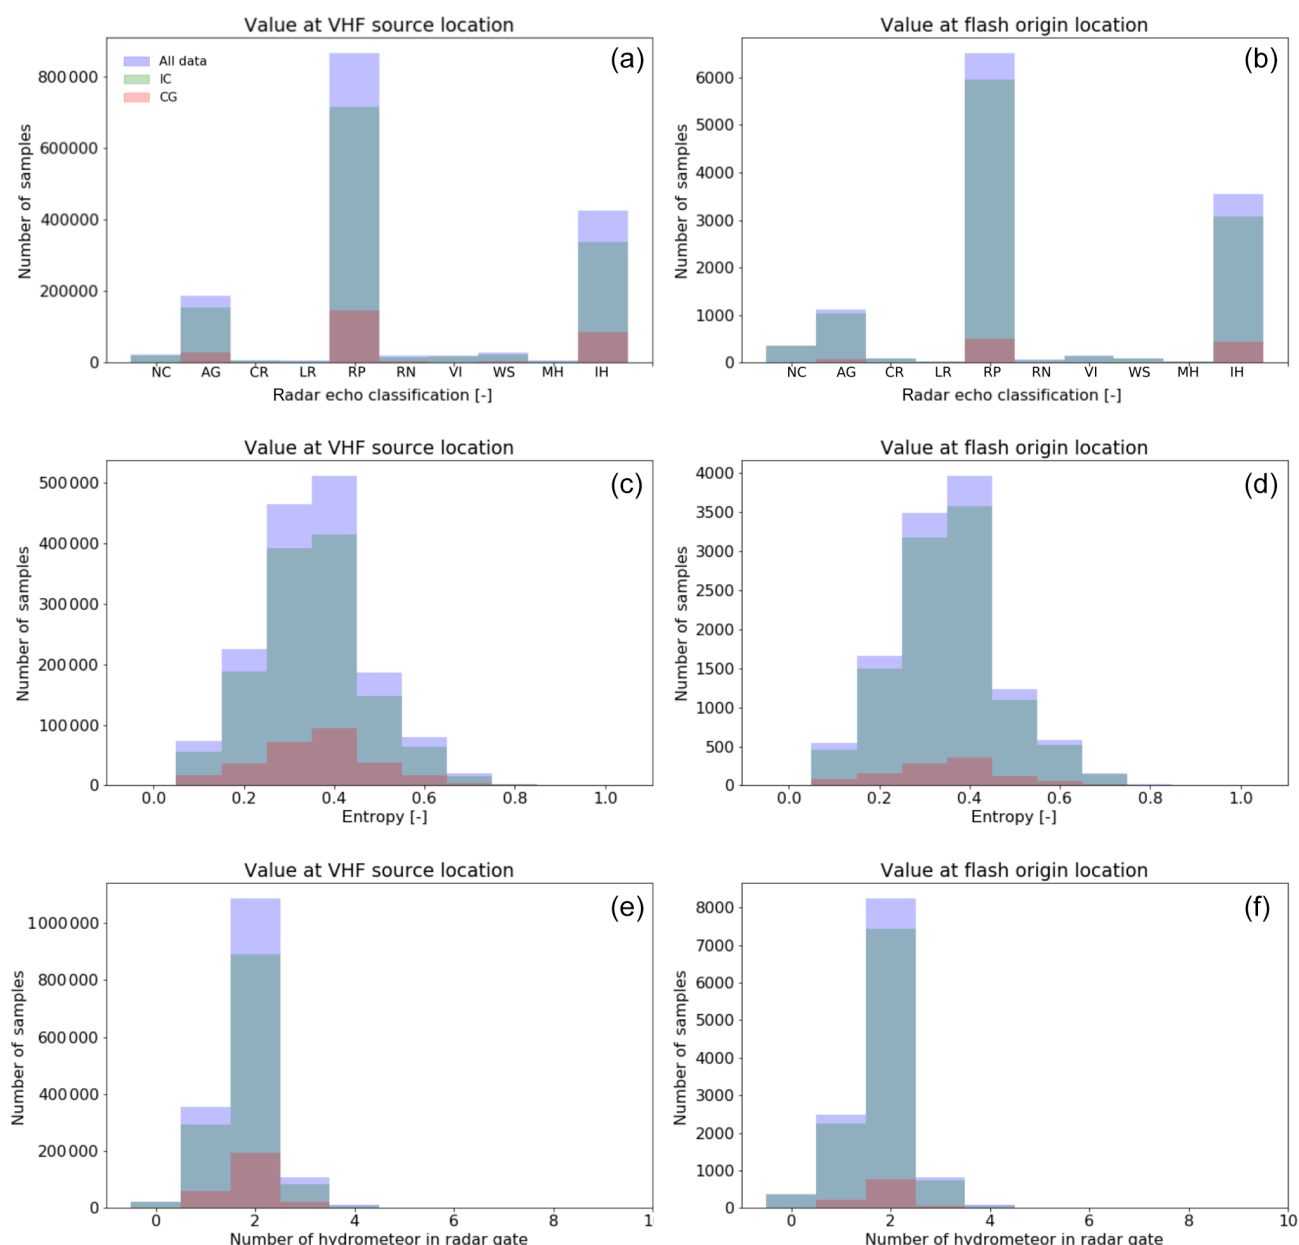 Value at VHF source location
(a)
All data
IC
CG
800000
600000
400000
200000
0
Number of samples
NC AG CR LR RP RN VI WS MH IH
Radar echo classification [-]
Value at flash origin location
(b)
6000
5000
4000
3000
2000
1000
0
Number of samples
NC AG CR LR RP RN VI WS MH IH
Radar echo classification [-]
Value at VHF source location
(c)
500000
400000
300000
200000
100000
0
Number of samples
0.0 0.2 0.4 0.6 0.8 1.0
Entropy [-]
Value at flash origin location
(d)
4000
3500
3000
2500
2000
1500
1000
500
0
Number of samples
0.0 0.2 0.4 0.6 0.8 1.0
Entropy [-]
Value at VHF source location
(e)
1000000
800000
600000
400000
200000
0
Number of samples
0 2 4 6 8 1
Number of hydrometeor in radar gate
Value at flash origin location
(f)
8000
7000
6000
5000
4000
3000
2000
1000
0
Number of samples
0 2 4 6 8 10
Number of hydrometeor in radar gate